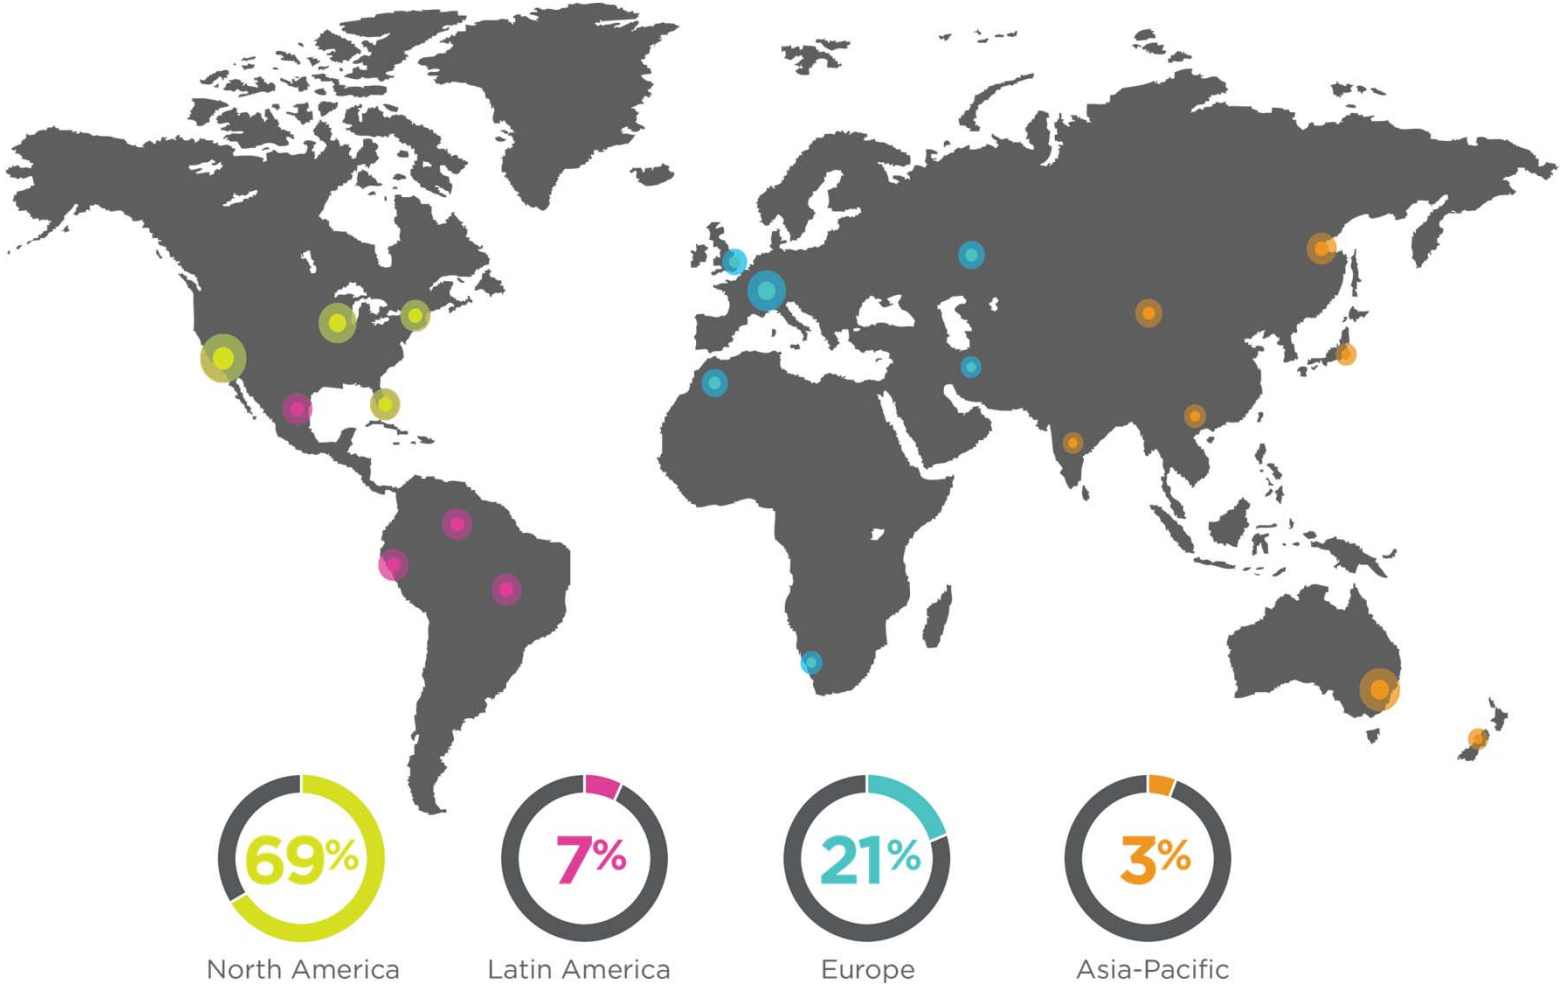 69%
7%
21%
3%
North America
Latin America
Europe
Asia-Pacific